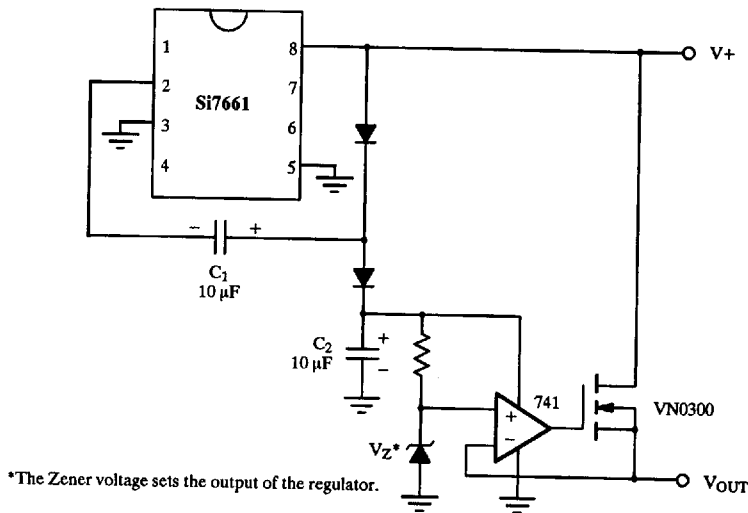 1
2
3
4
Si7661
8
7
6
5
V+
−
+
C1
10 µF
C2
10 µF
+
−
+
−
741
VN0300
VZ*
*The Zener voltage sets the output of the regulator.
VOUT